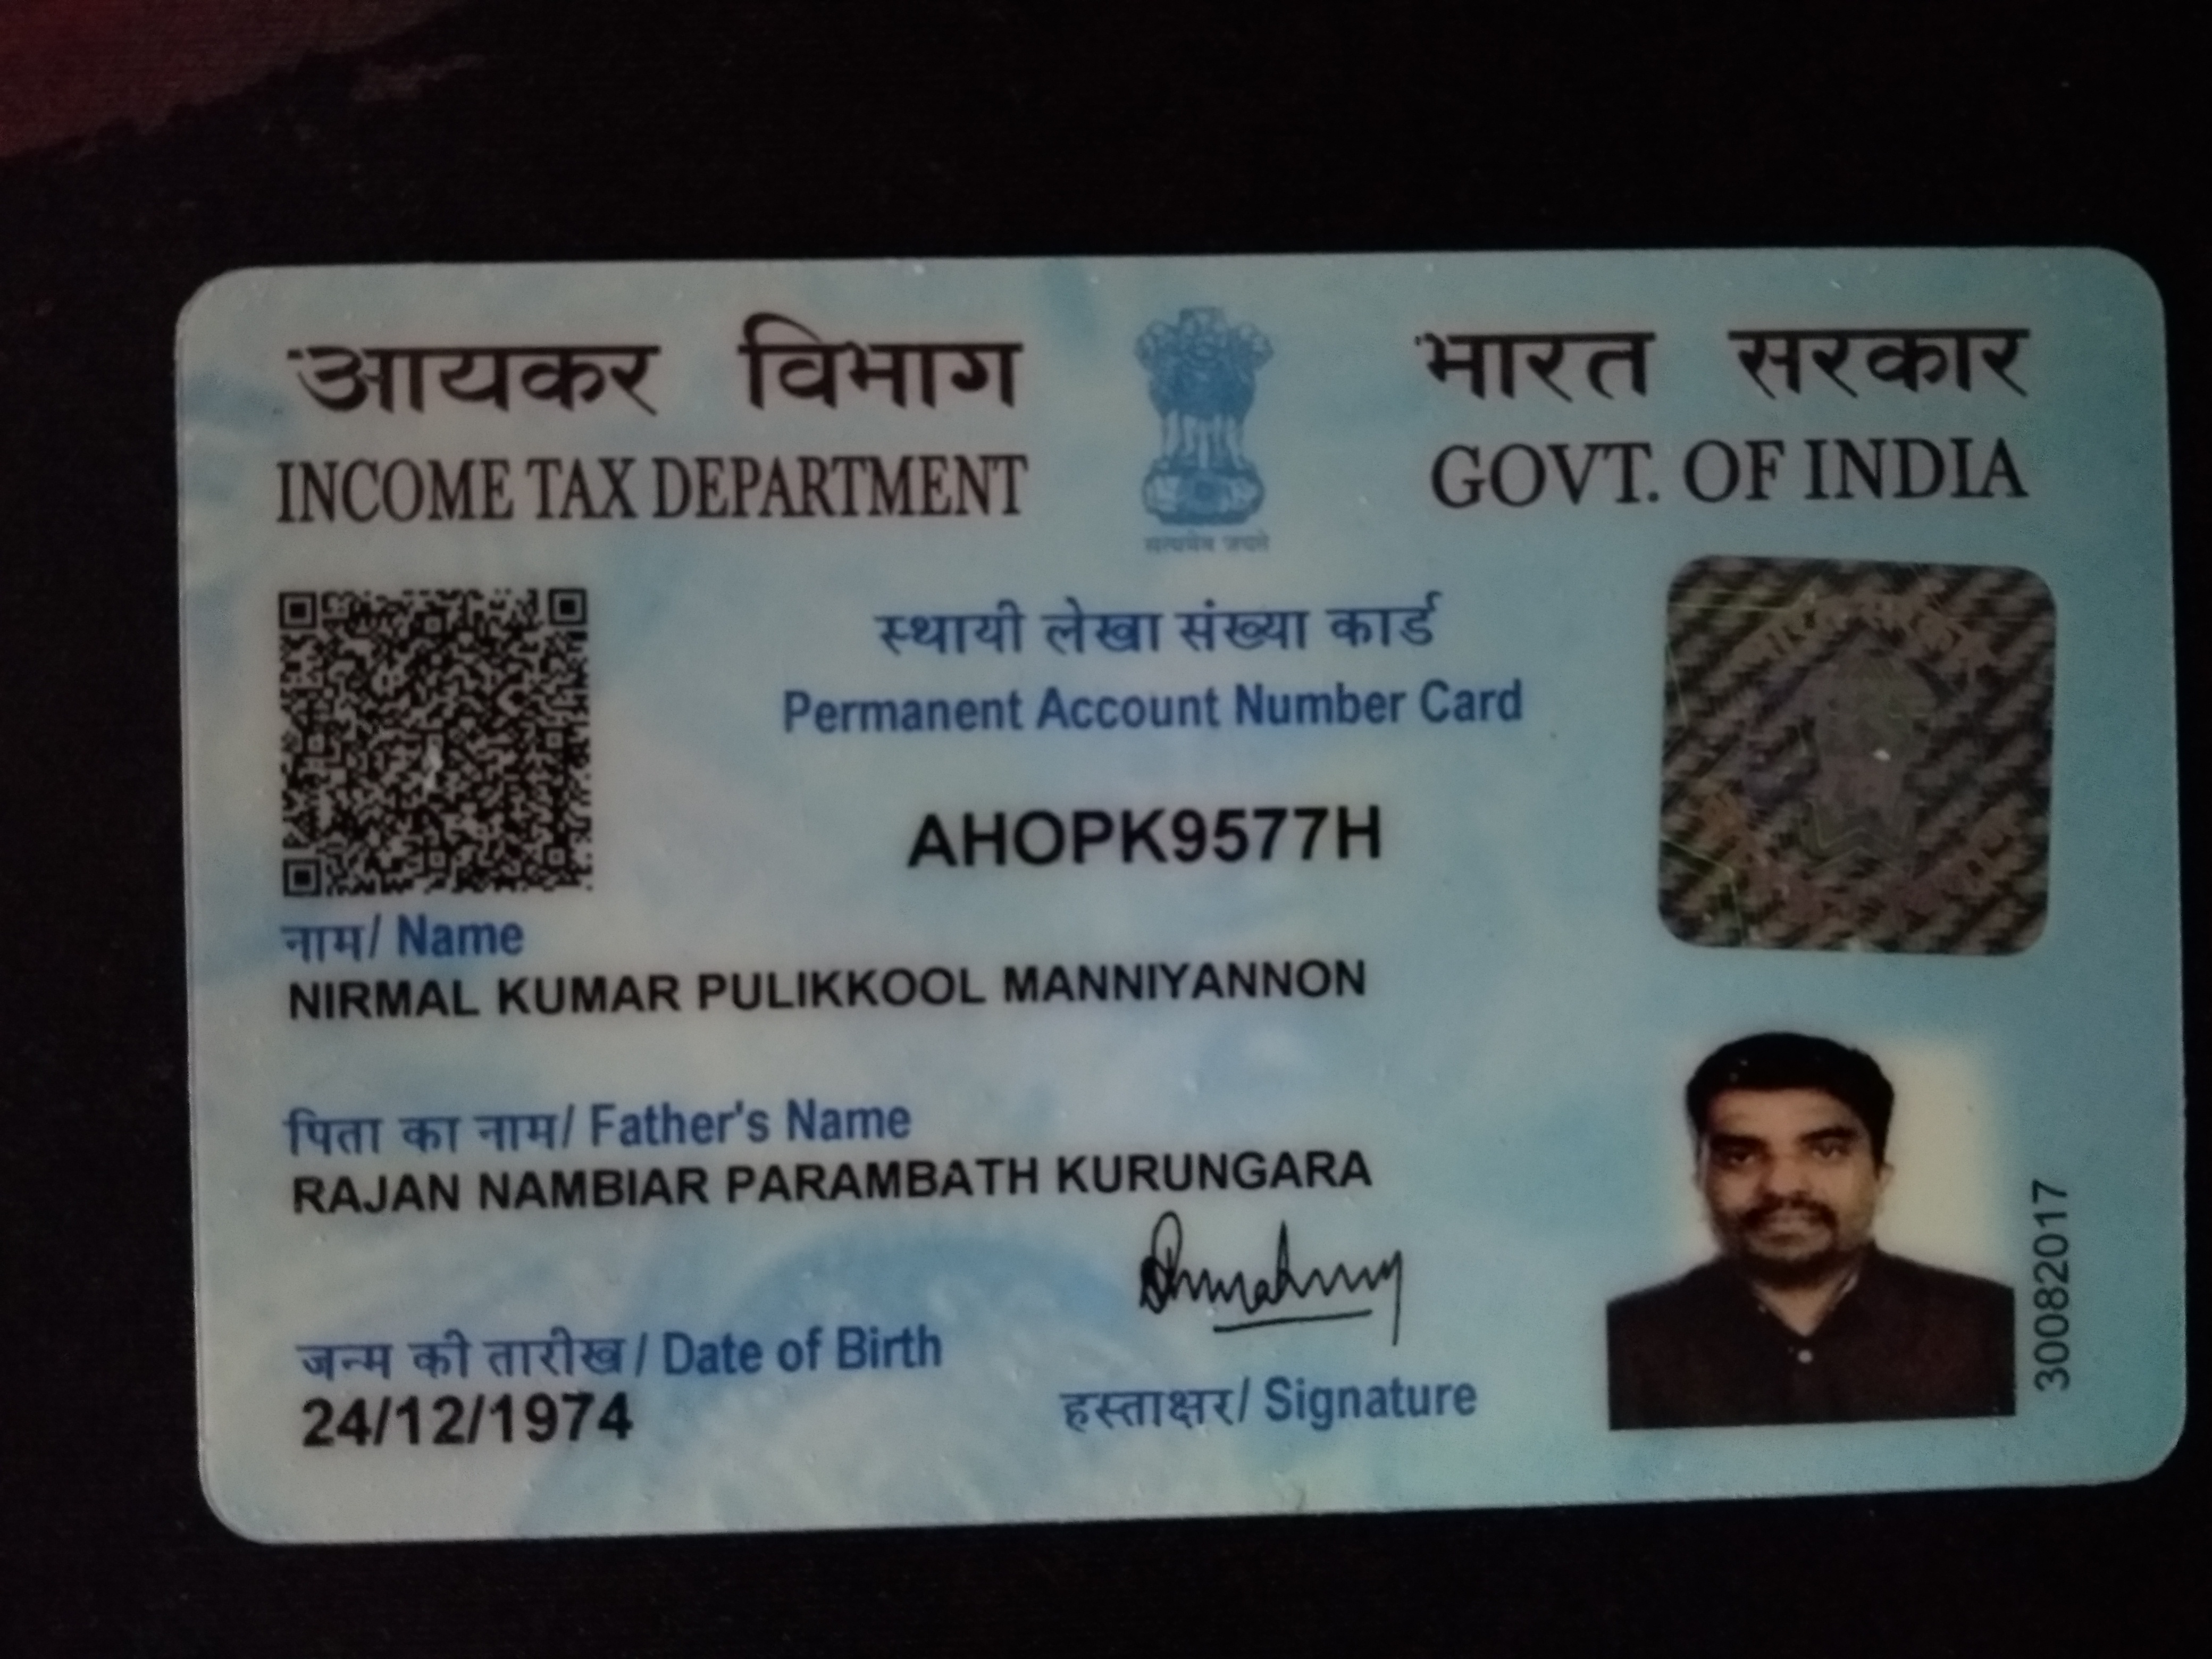 आयकर विभाग
INCOME TAX DEPARTMENT
सत्यमेव जयते
भारत सरकार
GOVT. OF INDIA
स्थायी लेखा संख्या कार्ड
Permanent Account Number Card
AHOPK9577H
नाम/ Name
NIRMAL KUMAR PULIKKOOL MANNIYANNON
पिता का नाम/ Father's Name
RAJAN NAMBIAR PARAMBATH KURUNGARA
जन्म की तारीख / Date of Birth
24/12/1974
हस्ताक्षर/ Signature
30082017